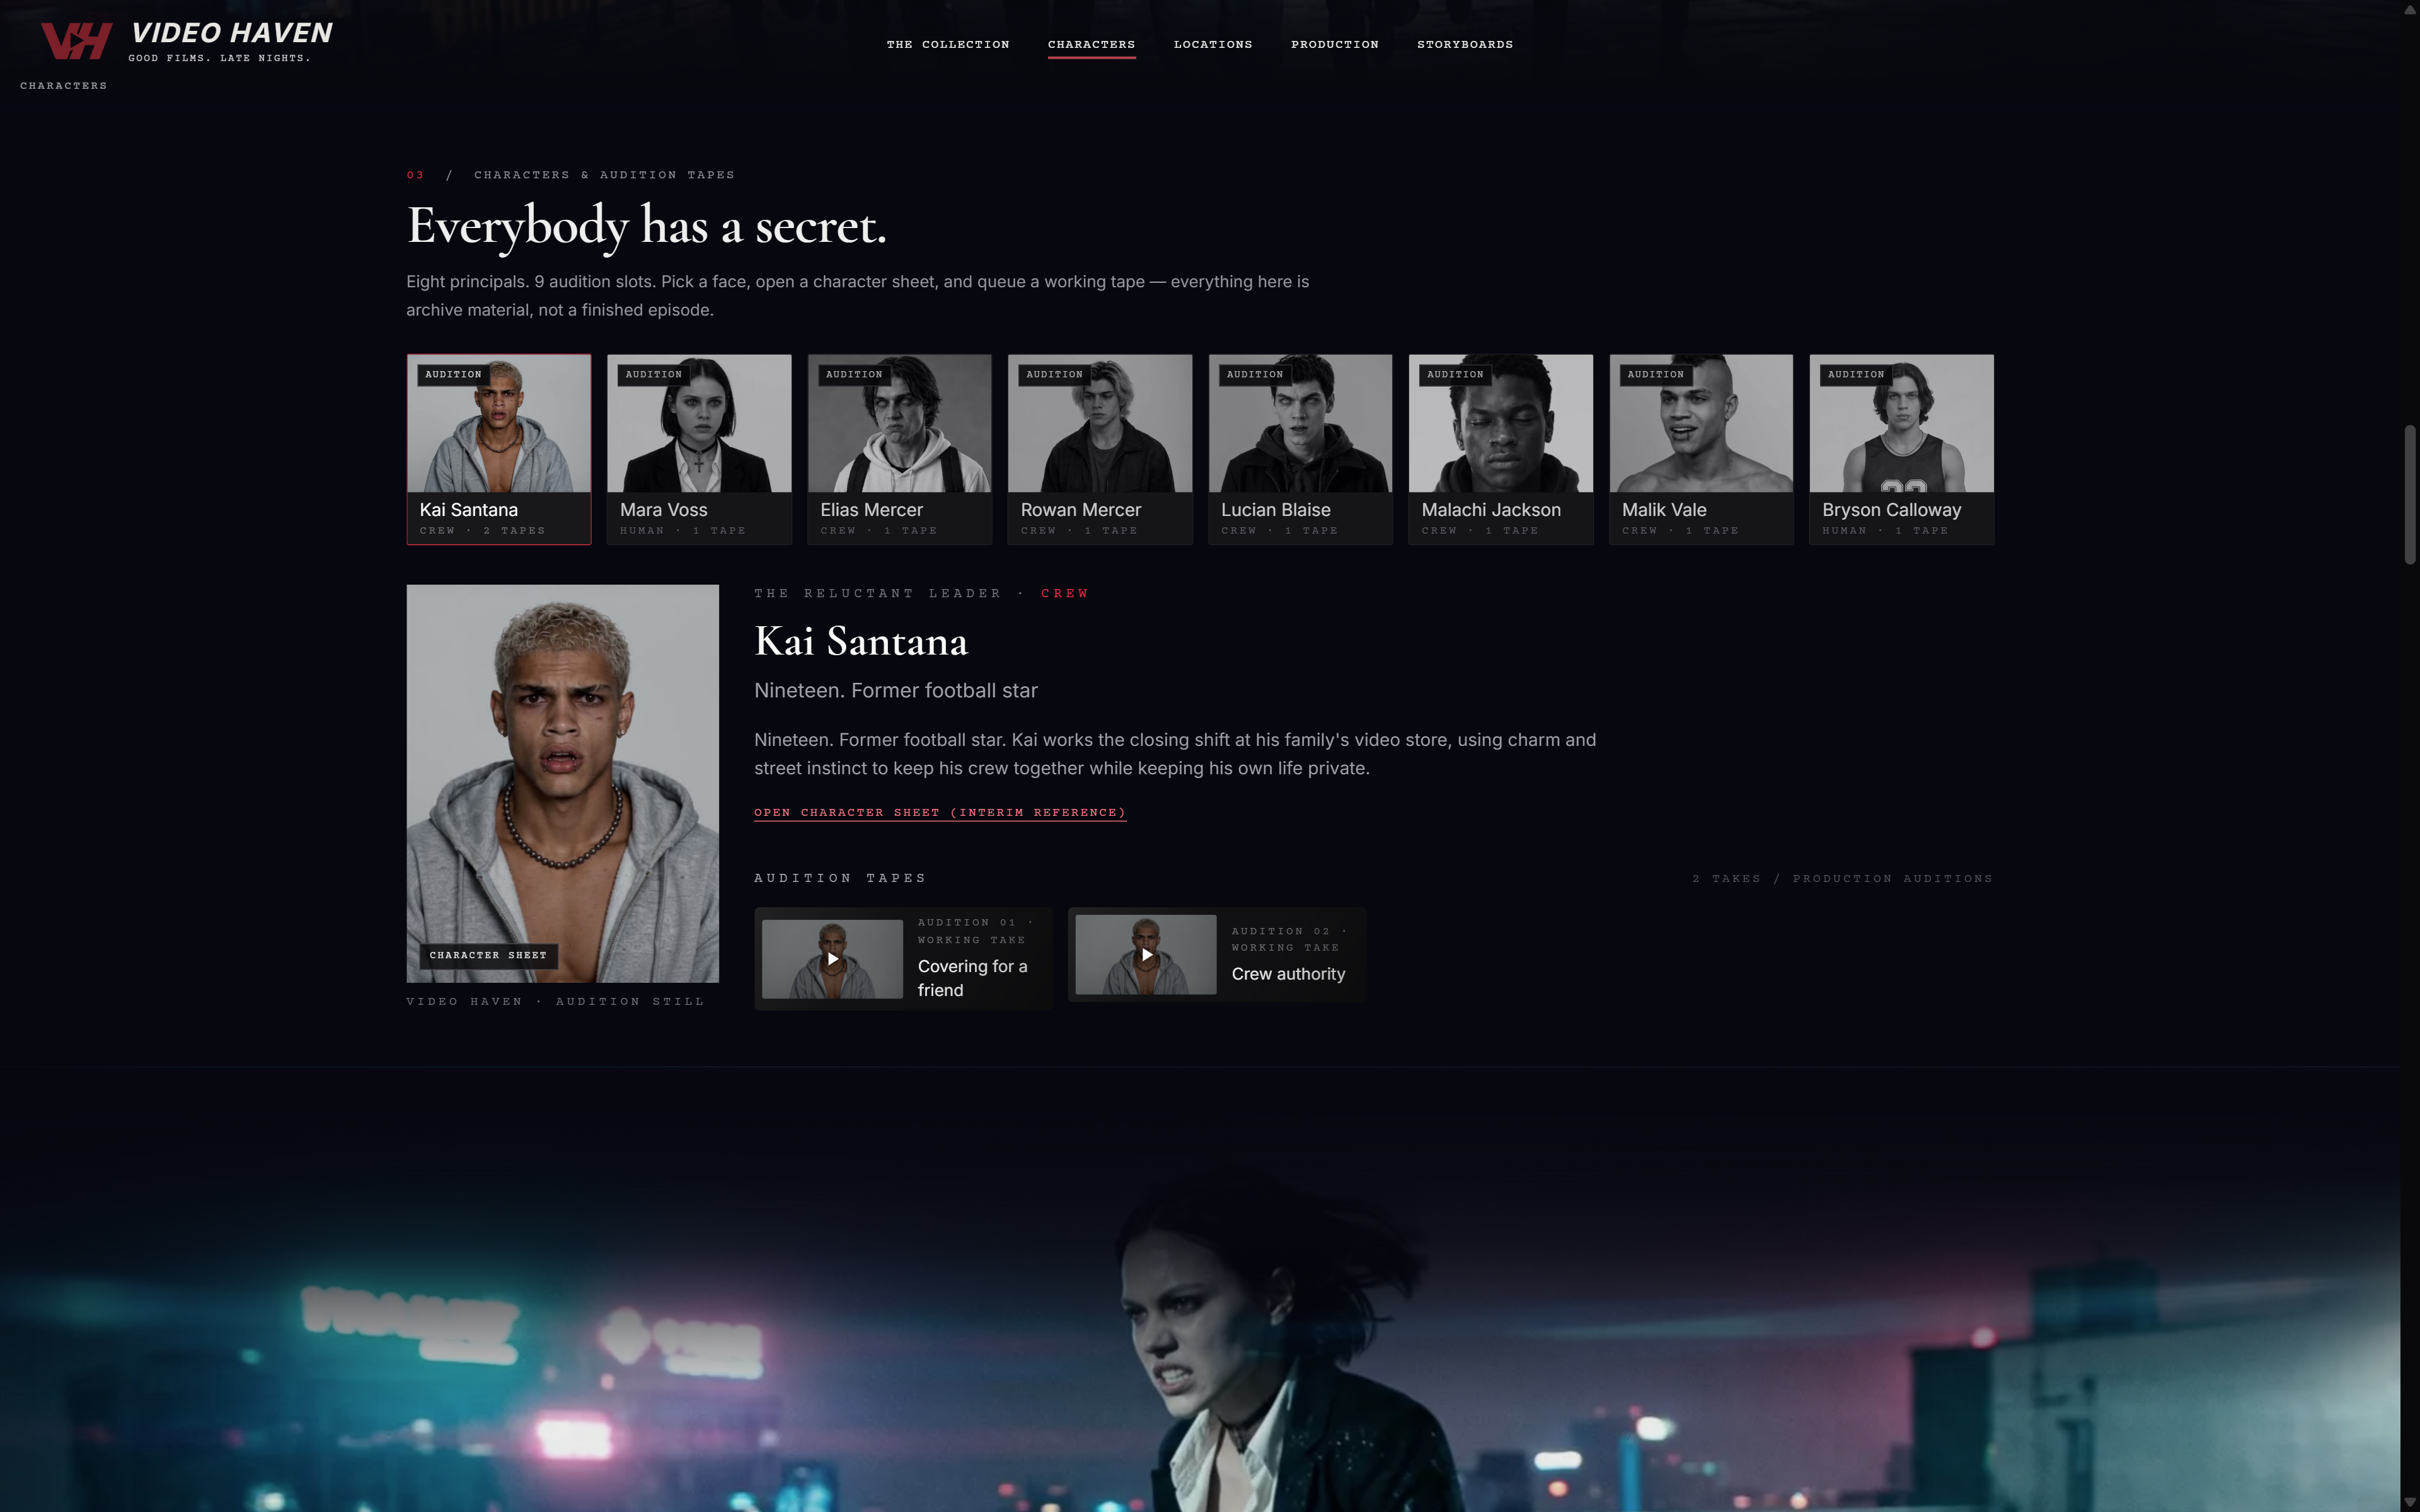 VH
VIDEO HAVEN
GOOD FILMS. LATE NIGHTS.
THE COLLECTION
CHARACTERS
LOCATIONS
PRODUCTION
STORYBOARDS
CHARACTERS
03 / CHARACTERS & AUDITION TAPES
Everybody has a secret.
Eight principals. 9 audition slots. Pick a face, open a character sheet, and queue a working tape — everything here is
archive material, not a finished episode.
AUDITION
Kai Santana
CREW · 2 TAPES
AUDITION
Mara Voss
HUMAN · 1 TAPE
AUDITION
Elias Mercer
CREW · 1 TAPE
AUDITION
Rowan Mercer
CREW · 1 TAPE
AUDITION
Lucian Blaise
CREW · 1 TAPE
AUDITION
Malachi Jackson
CREW · 1 TAPE
AUDITION
Malik Vale
CREW · 1 TAPE
AUDITION
Bryson Calloway
HUMAN · 1 TAPE
CHARACTER SHEET
VIDEO HAVEN · AUDITION STILL
THE RELUCTANT LEADER · CREW
Kai Santana
Nineteen. Former football star
Nineteen. Former football star. Kai works the closing shift at his family's video store, using charm and
street instinct to keep his crew together while keeping his own life private.
OPEN CHARACTER SHEET (INTERIM REFERENCE)
AUDITION TAPES
2 TAKES / PRODUCTION AUDITIONS
AUDITION 01 ·
WORKING TAKE
Covering for a
friend
AUDITION 02 ·
WORKING TAKE
Crew authority